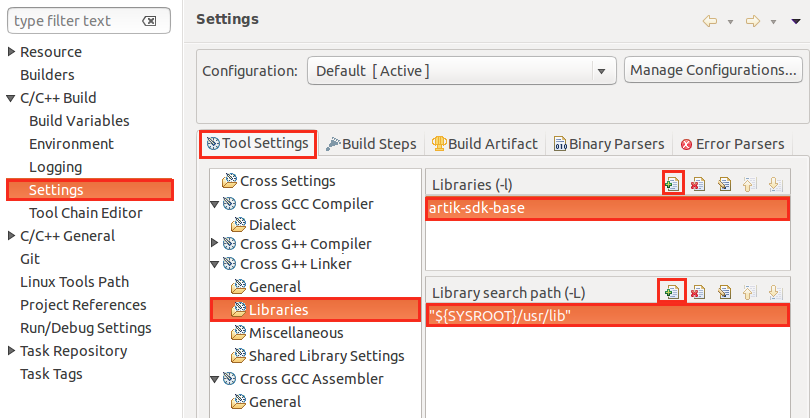 type filter text
Resource
Builders
C/C++ Build
Build Variables
Environment
Logging
Settings
Tool Chain Editor
C/C++ General
Git
Linux Tools Path
Project References
Run/Debug Settings
Task Repository
Task Tags
Settings
Configuration: Default [ Active ] Manage Configurations...
Tool Settings Build Steps Build Artifact Binary Parsers Error Parsers
Cross Settings
Cross GCC Compiler
Dialect
Cross G++ Compiler
Cross G++ Linker
General
Libraries
Miscellaneous
Shared Library Settings
Cross GCC Assembler
General
Libraries (-l)
artik-sdk-base
Library search path (-L)
"${SYSROOT}/usr/lib"